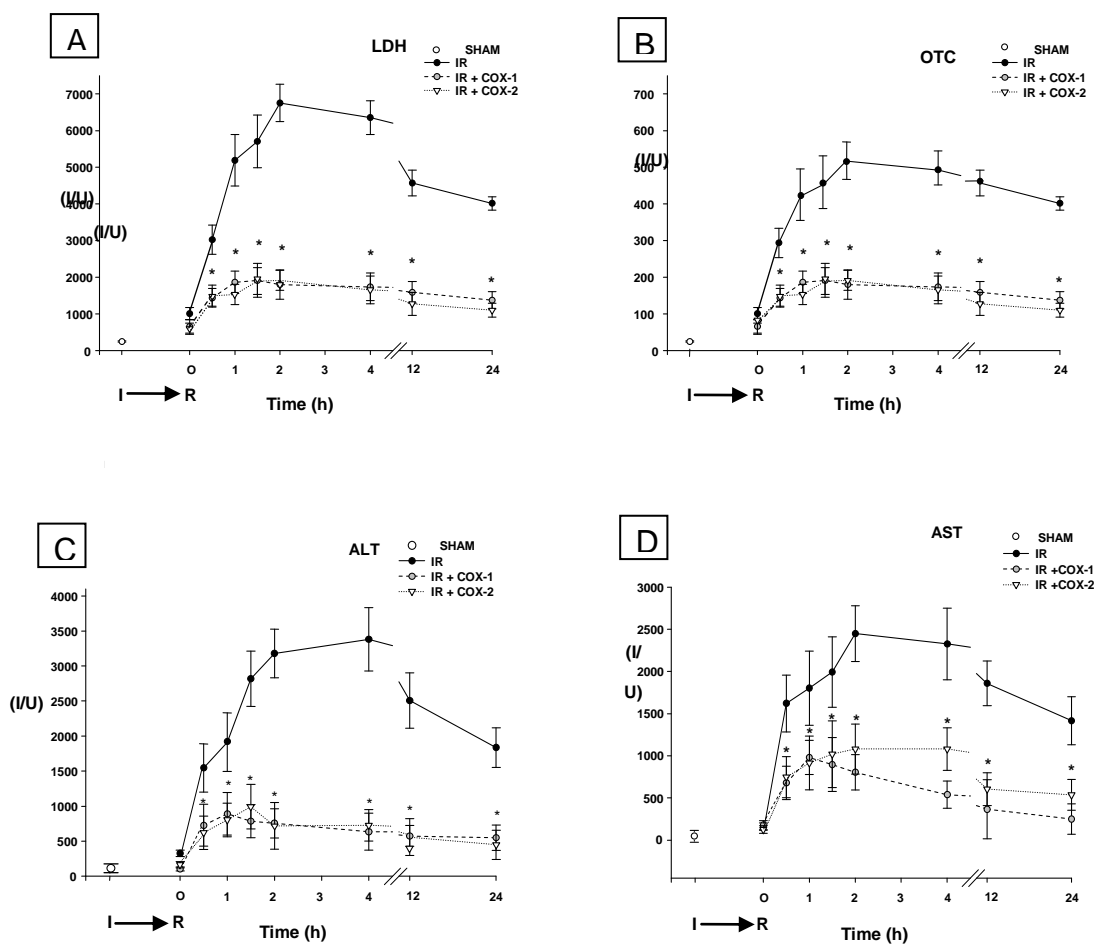 A
LDH
SHAM
IR
IR + COX-1
IR + COX-2
7000
6000
5000
4000
3000
2000
1000
0
(I/U)
(I/U)
O 1 2 3 4 12 24
I R
Time (h)
* * * * * * *
B
OTC
SHAM
IR
IR + COX-1
IR + COX-2
700
600
500
400
300
200
100
0
(I/U)
O 1 2 3 4 12 24
I R
Time (h)
* * * * * * *
C
ALT
SHAM
IR
IR + COX-1
IR + COX-2
4000
3500
3000
2500
2000
1500
1000
500
0
(I/U)
O 1 2 3 4 12 24
I R
Time (h)
* * * * * * *
D
AST
SHAM
IR
IR +COX-1
IR +COX-2
3000
2500
2000
1500
1000
500
0
(I/
U)
O 1 2 3 4 12 24
I R
Time (h)
* * * * * * *